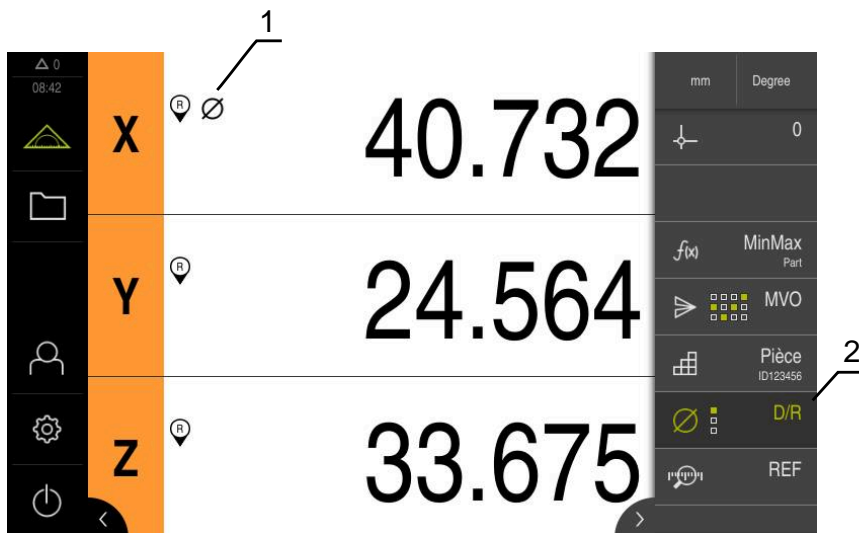 1
0
08:42
mm Degree
X R 40.732
0
Y R 24.564
MinMax
Part
f(x)
MVO
Pièce
ID123456
2
D/R
Z R 33.675
REF